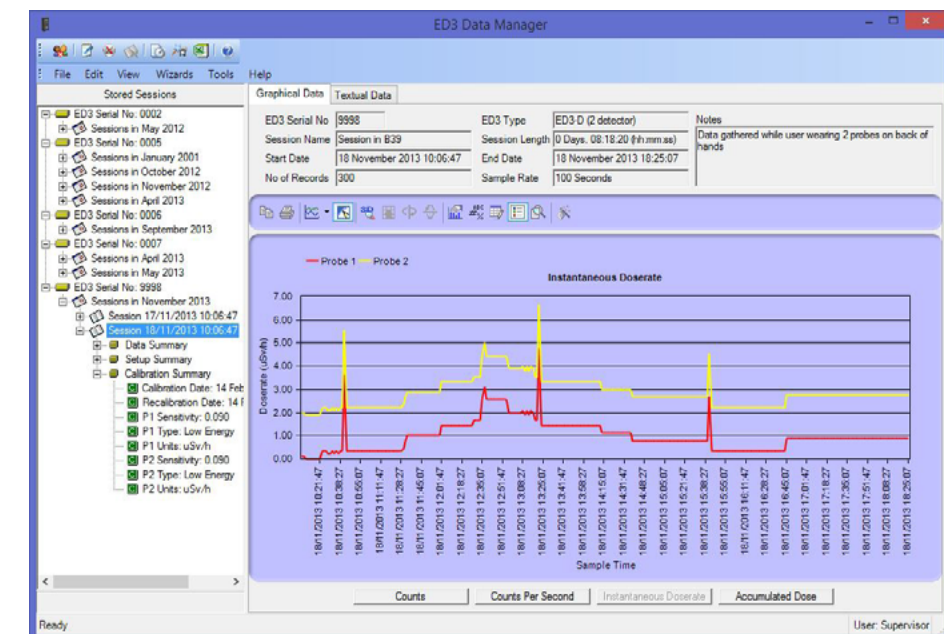 ED3 Data Manager
File Edit View Wizards Tools Help
Stored Sessions
ED3 Serial No: 0002
Sessions in May 2012
ED3 Serial No: 0005
Sessions in January 2001
Sessions in October 2012
Sessions in November 2012
Sessions in April 2013
ED3 Serial No: 0006
Sessions in September 2013
ED3 Serial No: 0007
Sessions in April 2013
Sessions in May 2013
ED3 Serial No: 9998
Sessions in November 2013
Session 17/11/2013 10:06:47
Session 18/11/2013 10:06:47
Data Summary
Setup Summary
Calibration Summary
Calibration Date: 14 Feb
Recalibration Date: 14 F
P1 Sensitivity: 0.090
P1 Type: Low Energy
P1 Units: uSv/h
P2 Sensitivity: 0.090
P2 Type: Low Energy
P2 Units: uSv/h
Graphical Data Textual Data
ED3 Serial No 9998 ED3 Type ED3-D (2 detector) Notes
Session Name Session in B39 Session Length 0 Days, 08:18:20 (hh:mm:ss) Data gathered while user wearing 2 probes on back of
hands
Start Date 18 November 2013 10:06:47 End Date 18 November 2013 18:25:07
No of Records 300 Sample Rate 100 Seconds
Probe 1 Probe 2
Instantaneous Doserate
Doserate (uSv/h)
7.00
6.00
5.00
4.00
3.00
2.00
1.00
0.00
18/11/2013 10:21:47
18/11/2013 10:38:27
18/11/2013 10:55:07
18/11/2013 11:11:47
18/11/2013 11:28:27
18/11/2013 11:45:07
18/11/2013 12:01:47
18/11/2013 12:18:27
18/11/2013 12:35:07
18/11/2013 12:51:47
18/11/2013 13:08:27
18/11/2013 13:25:07
18/11/2013 13:41:47
18/11/2013 13:58:27
18/11/2013 14:15:07
18/11/2013 14:31:47
18/11/2013 14:48:27
18/11/2013 15:05:07
18/11/2013 15:21:47
18/11/2013 15:38:27
18/11/2013 15:55:07
18/11/2013 16:11:47
18/11/2013 16:28:27
18/11/2013 16:45:07
18/11/2013 17:01:47
18/11/2013 17:18:27
18/11/2013 17:35:07
18/11/2013 17:51:47
18/11/2013 18:08:27
18/11/2013 18:25:07
Sample Time
Counts Counts Per Second Instantaneous Doserate Accumulated Dose
Ready User: Supervisor